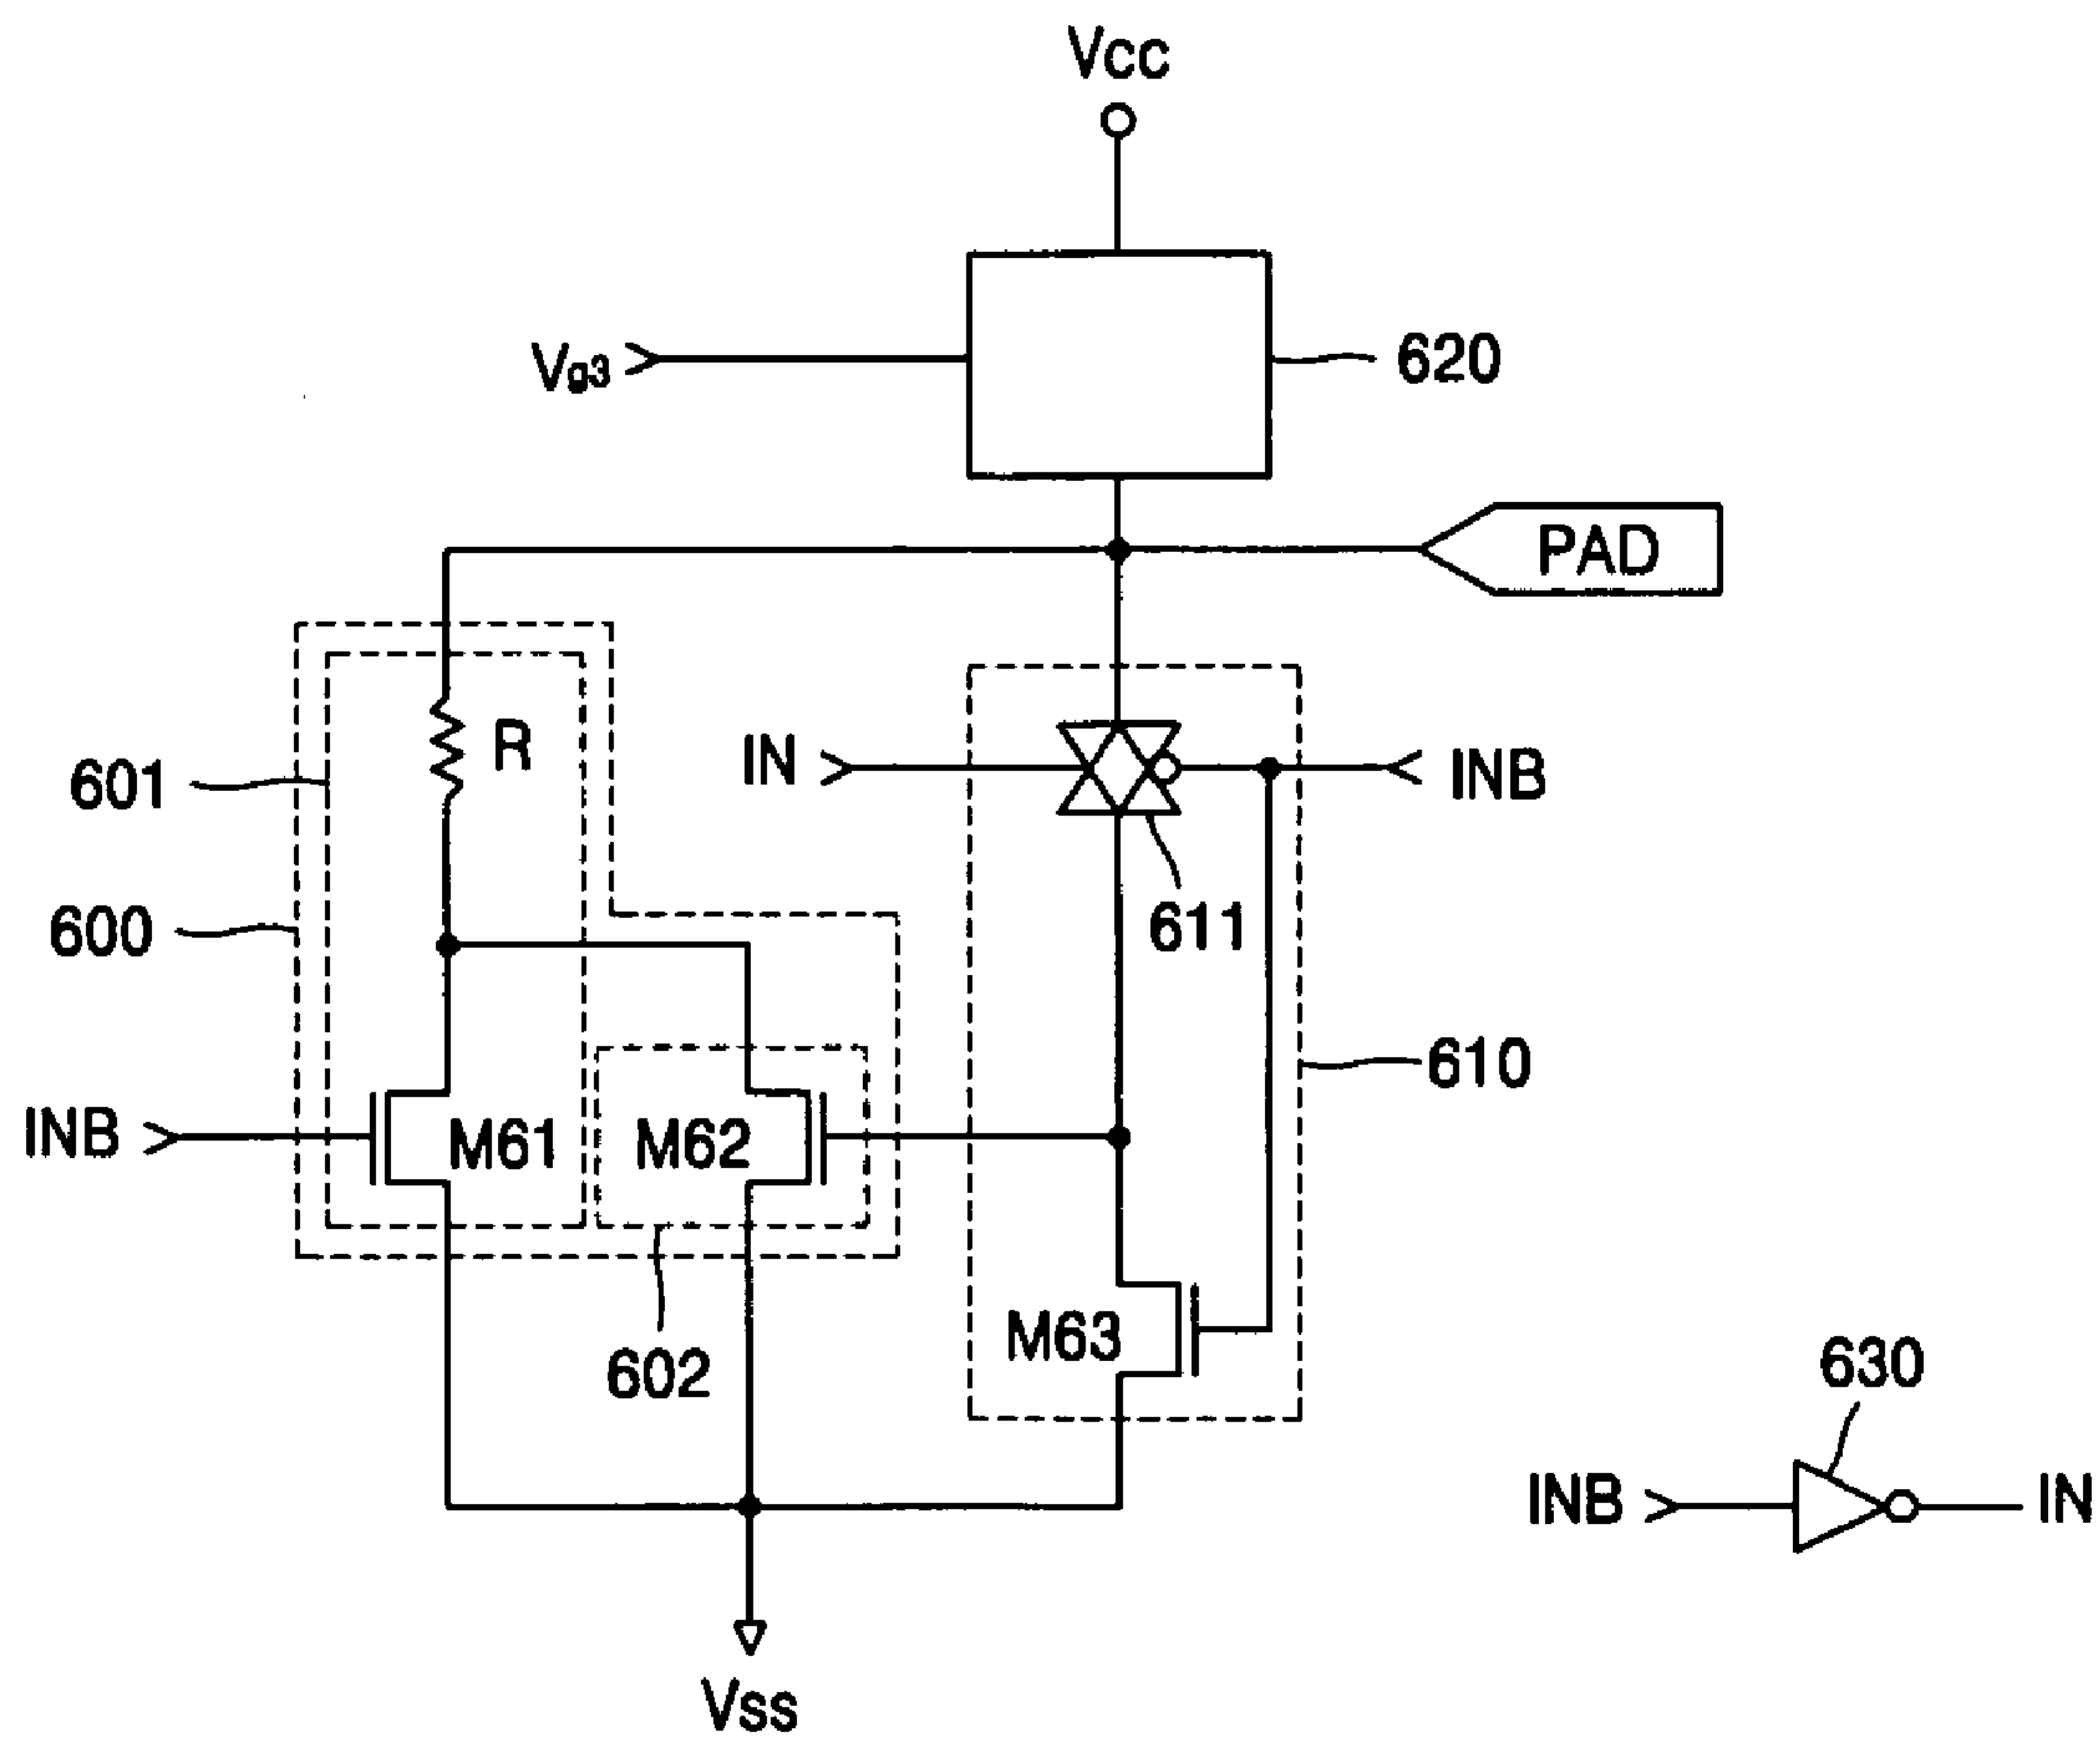 Vcc
Vg3
620
PAD
R
IN
INB
601
600
611
610
INB
M61
M62
M63
602
630
INB
IN
Vss